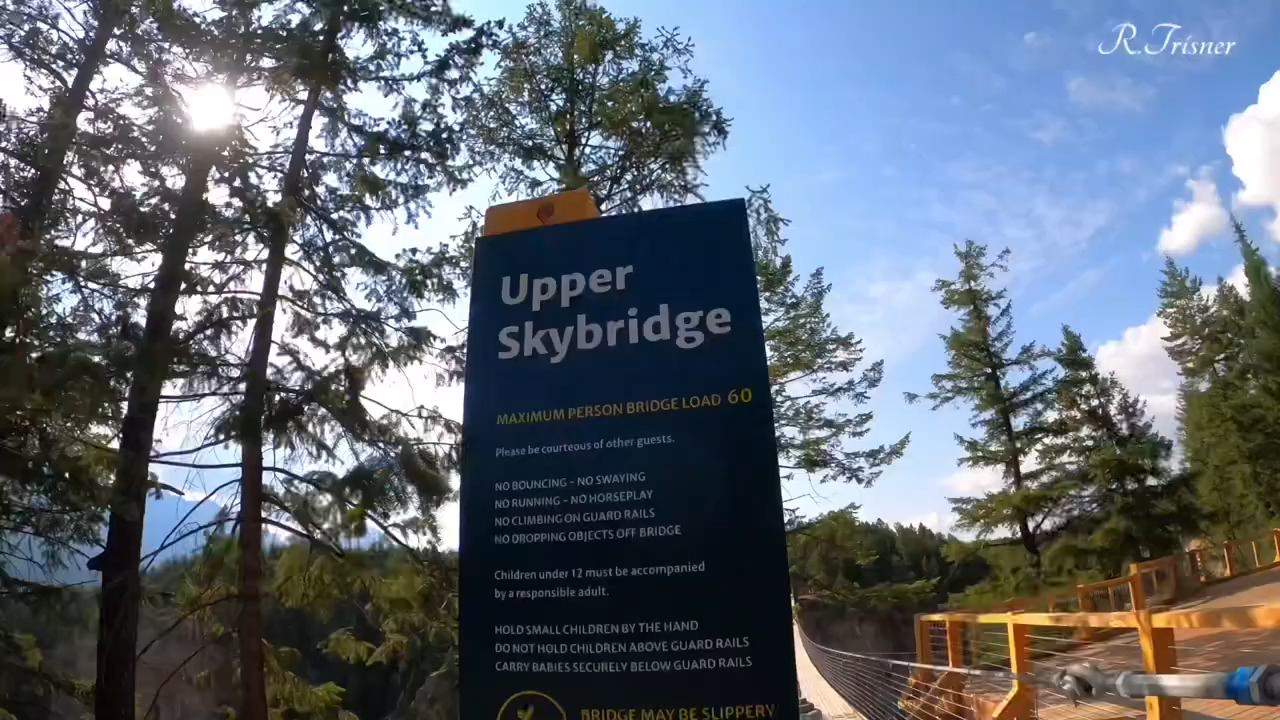 R.Trisner
Upper
Skybridge
MAXIMUM PERSON BRIDGE LOAD 60
Please be courteous of other guests.
NO BOUNCING - NO SWAYING
NO RUNNING - NO HORSEPLAY
NO CLIMBING ON GUARD RAILS
NO DROPPING OBJECTS OFF BRIDGE
Children under 12 must be accompanied
by a responsible adult.
HOLD SMALL CHILDREN BY THE HAND
DO NOT HOLD CHILDREN ABOVE GUARD RAILS
CARRY BABIES SECURELY BELOW GUARD RAILS
BRIDGE MAY BE SLIPPERY